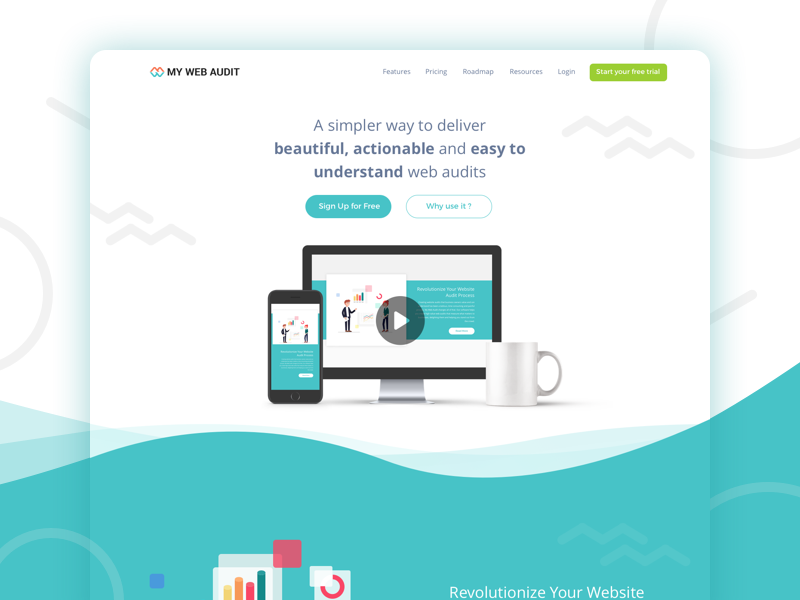 MY WEB AUDIT
Features
Pricing
Roadmap
Resources
Login
Start your free trial
A simpler way to deliver
beautiful, actionable and easy to
understand web audits
Sign Up for Free
Why use it ?
Revolutionize Your Website
Audit Process
Revolutionize Your Website
Audit Process
Revolutionize Your Website